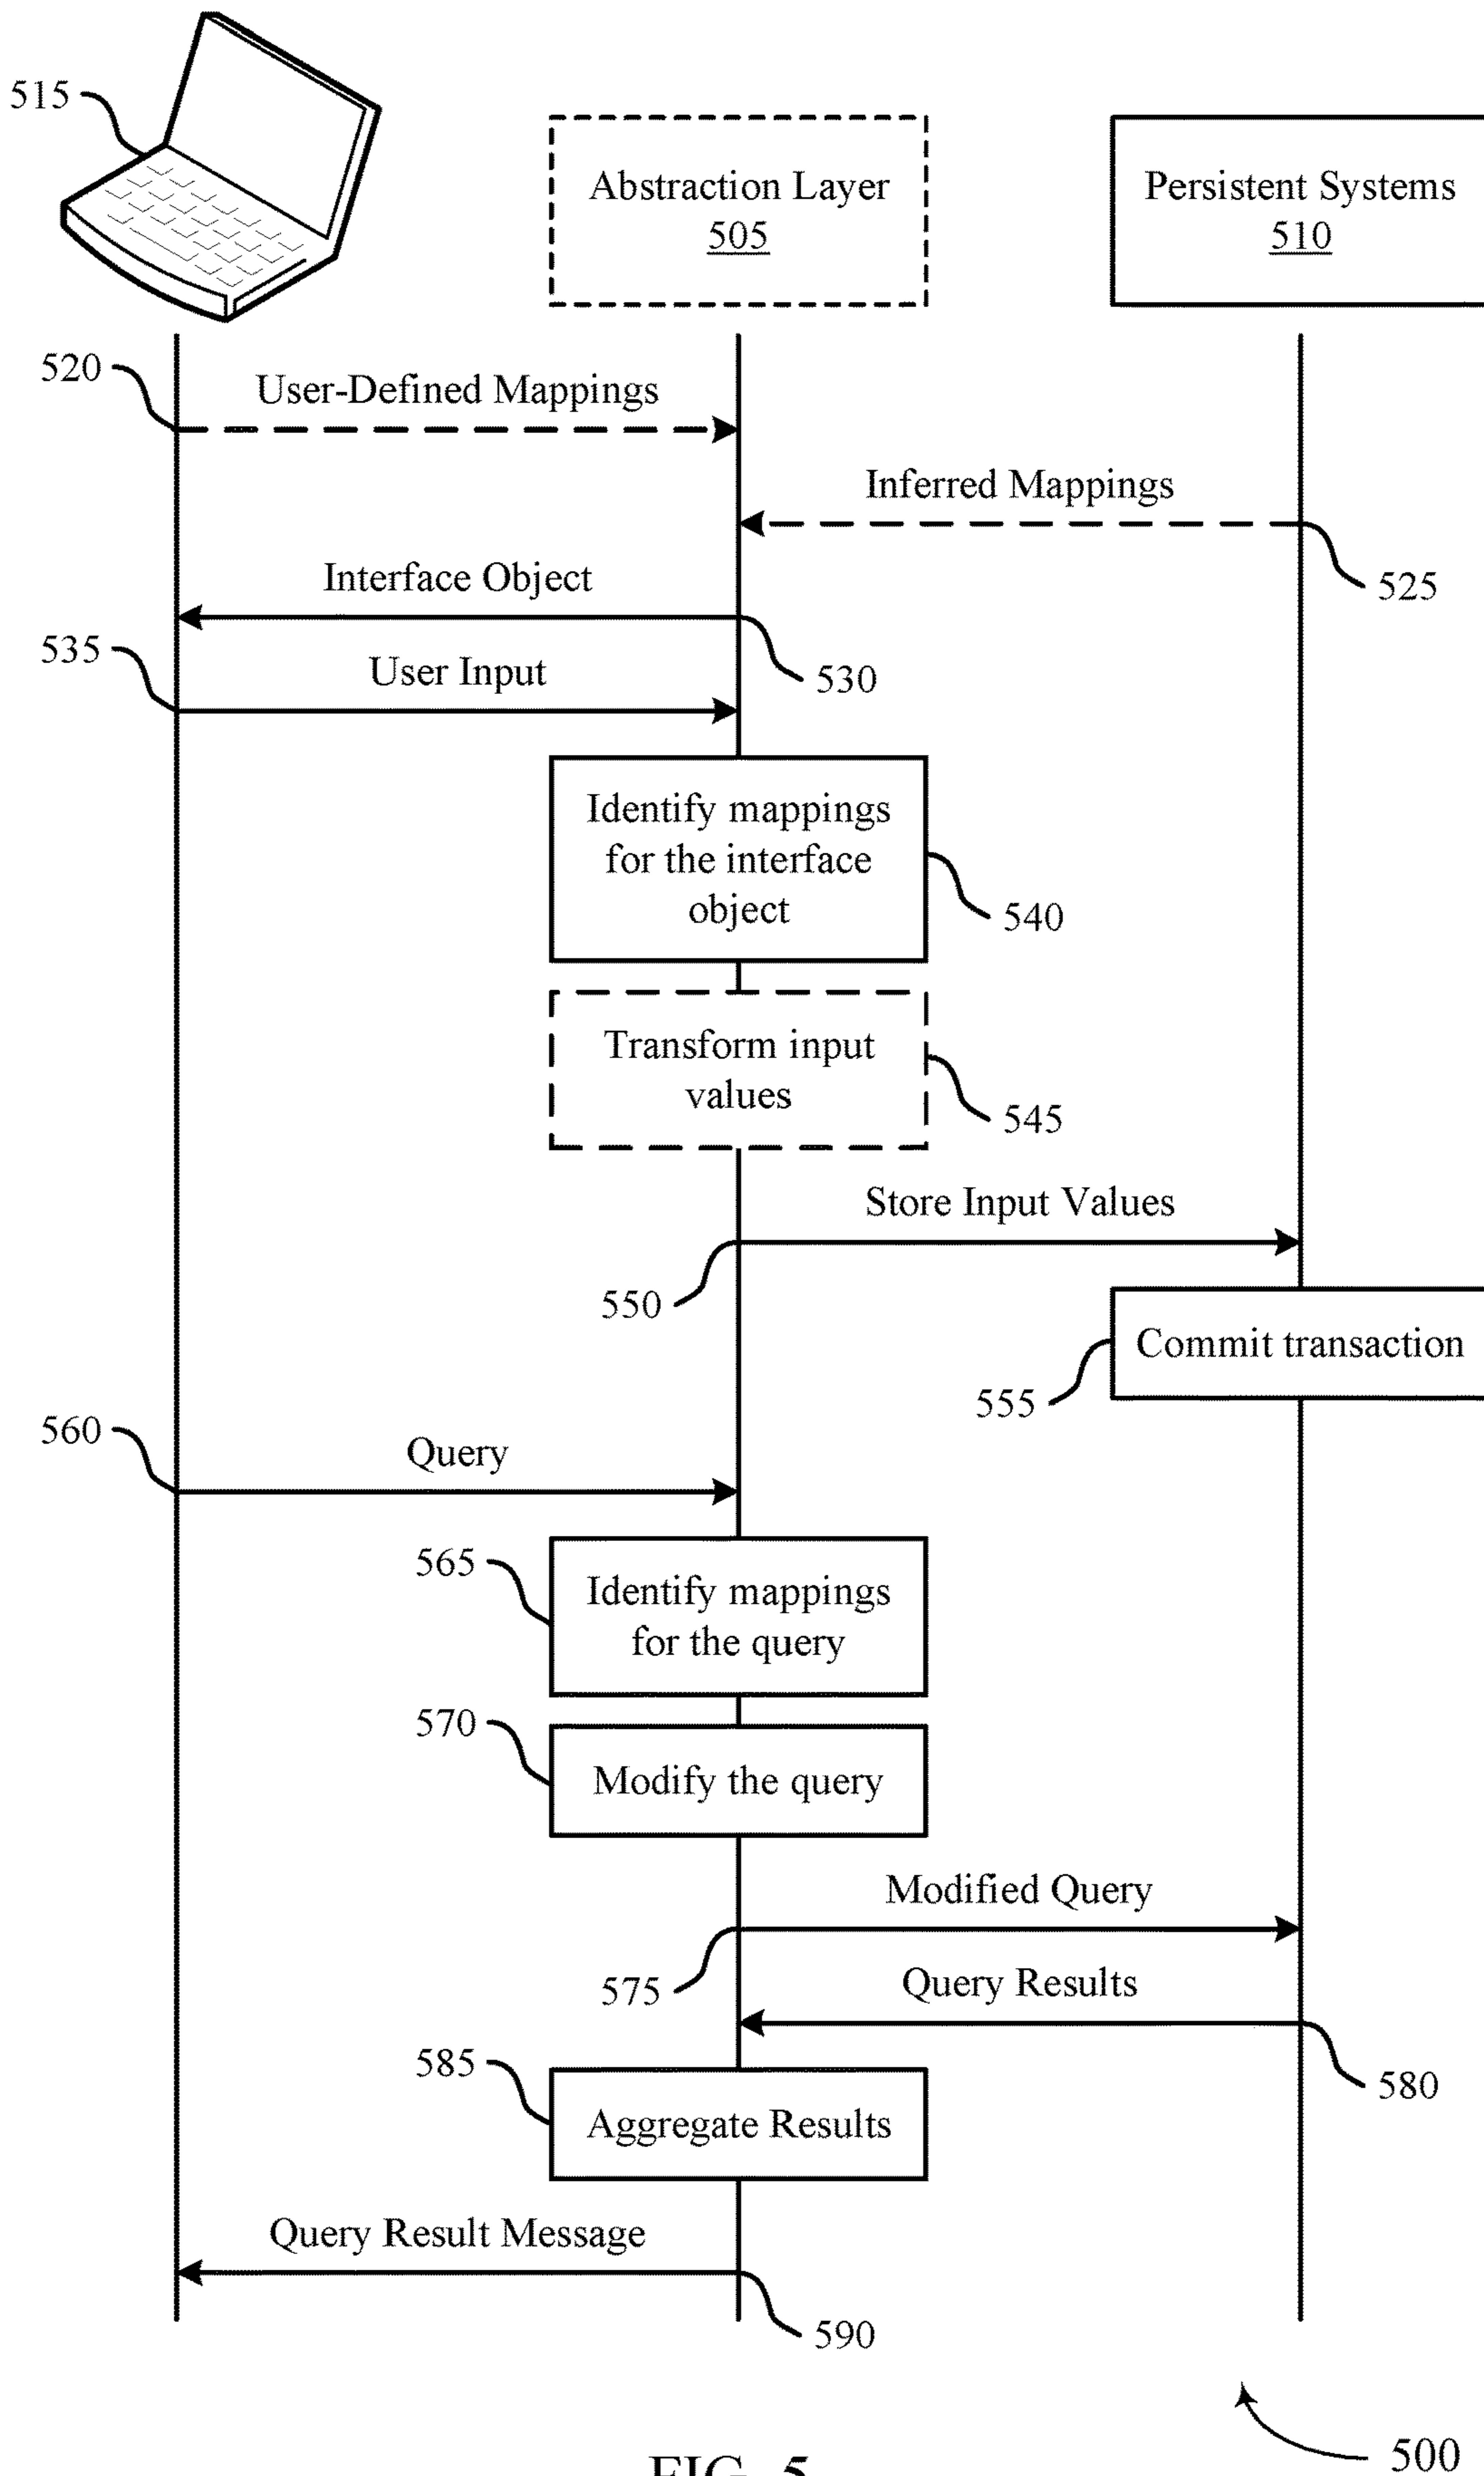 515
Abstraction Layer
505
Persistent Systems
510
520
User-Defined Mappings
Inferred Mappings
525
Interface Object
530
535
User Input
Identify mappings
for the interface
object
540
Transform input
values
545
Store Input Values
550
Commit transaction
555
560
Query
565
Identify mappings
for the query
570
Modify the query
Modified Query
575
Query Results
580
585
Aggregate Results
Query Result Message
590
500
FIG. 5